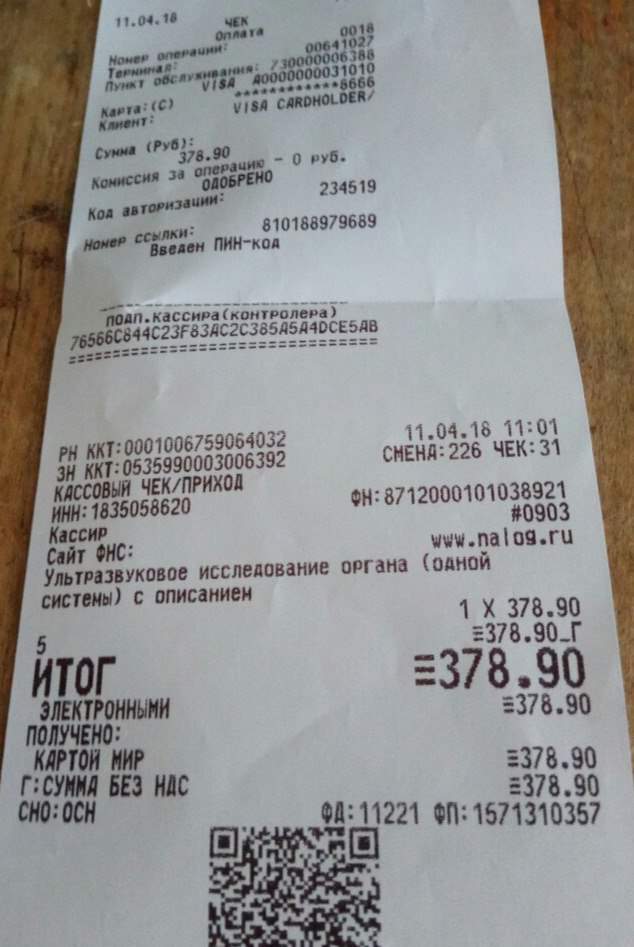 11.04.18 ЧЕК
Оплата
Номер операции: 0018
Терминал: 00641027
Пункт обслуживания: 730000006388
VISA A0000000031010
Карта:(C) ************8666
Клиент: VISA CARDHOLDER/
Сумма (Руб):
378.90
Комиссия за операцию - 0 руб.
ОДОБРЕНО
Код авторизации: 234519
Номер ссылки: 810188979689
Введен ПИН-код
подп.кассира(контролера)
76566C844C23F83AC2C385A5A4DCE5AB
==================================
РН ККТ:0001006759064032 11.04.18 11:01
ЗН ККТ:0535990003006392 СМЕНА:226 ЧЕК:31
КАССОВЫЙ ЧЕК/ПРИХОД
ИНН:1835058620 ФН:8712000101038921
Кассир #0903
Сайт ФНС: www.nalog.ru
Ультразвуковое исследование органа (одной
системы) с описанием
1 X 378.90
5 ≡378.90_Г
ИТОГ ≡378.90
ЭЛЕКТРОННЫМИ ≡378.90
ПОЛУЧЕНО:
КАРТОЙ МИР ≡378.90
Г:СУММА БЕЗ НДС ≡378.90
СНО:ОСН ФД:11221 ФП:1571310357